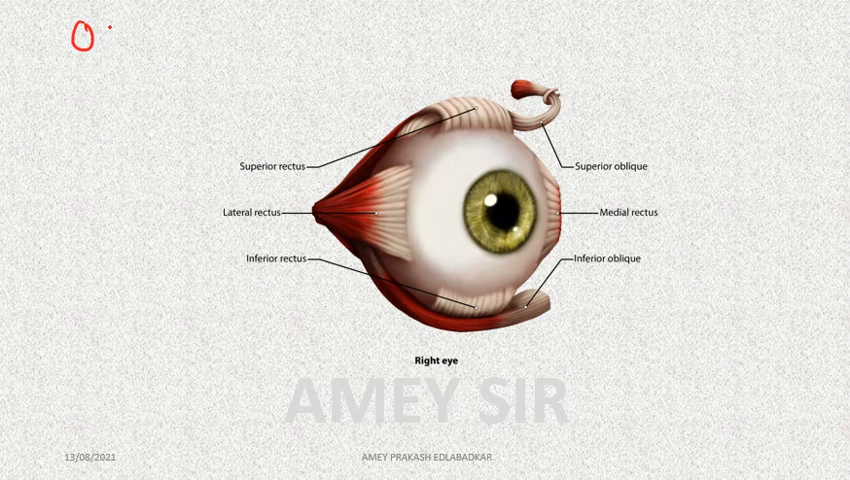 Superior rectus
Superior oblique
Lateral rectus
Medial rectus
Inferior rectus
Inferior oblique
Right eye
AMEY SIR
13/08/2021
AMEY PRAKASH EDLABADKAR